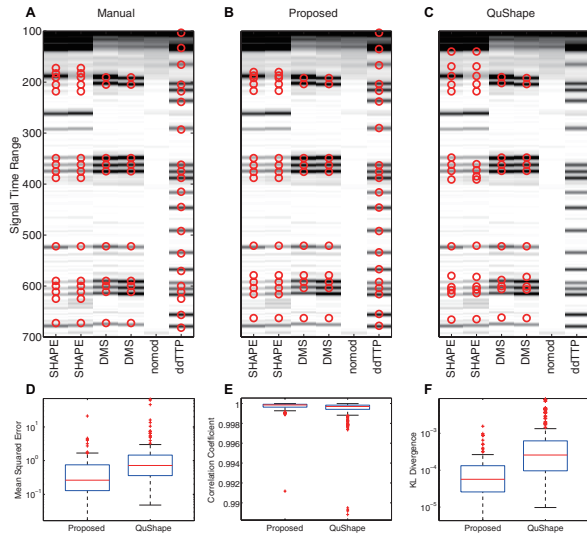 A Manual B Proposed C QuShape
100
200
300
400
500
600
700
Signal Time Range
SHAPE SHAPE DMS DMS nomod ddTTP
SHAPE SHAPE DMS DMS nomod ddTTP
SHAPE SHAPE DMS DMS nomod ddTTP
D E F
Mean Squared Error
10^1
10^0
10^-1
Proposed QuShape
Correlation Coefficient
1
0.998
0.996
0.994
0.992
0.99
Proposed QuShape
KL Divergence
10^-3
10^-4
10^-5
Proposed QuShape